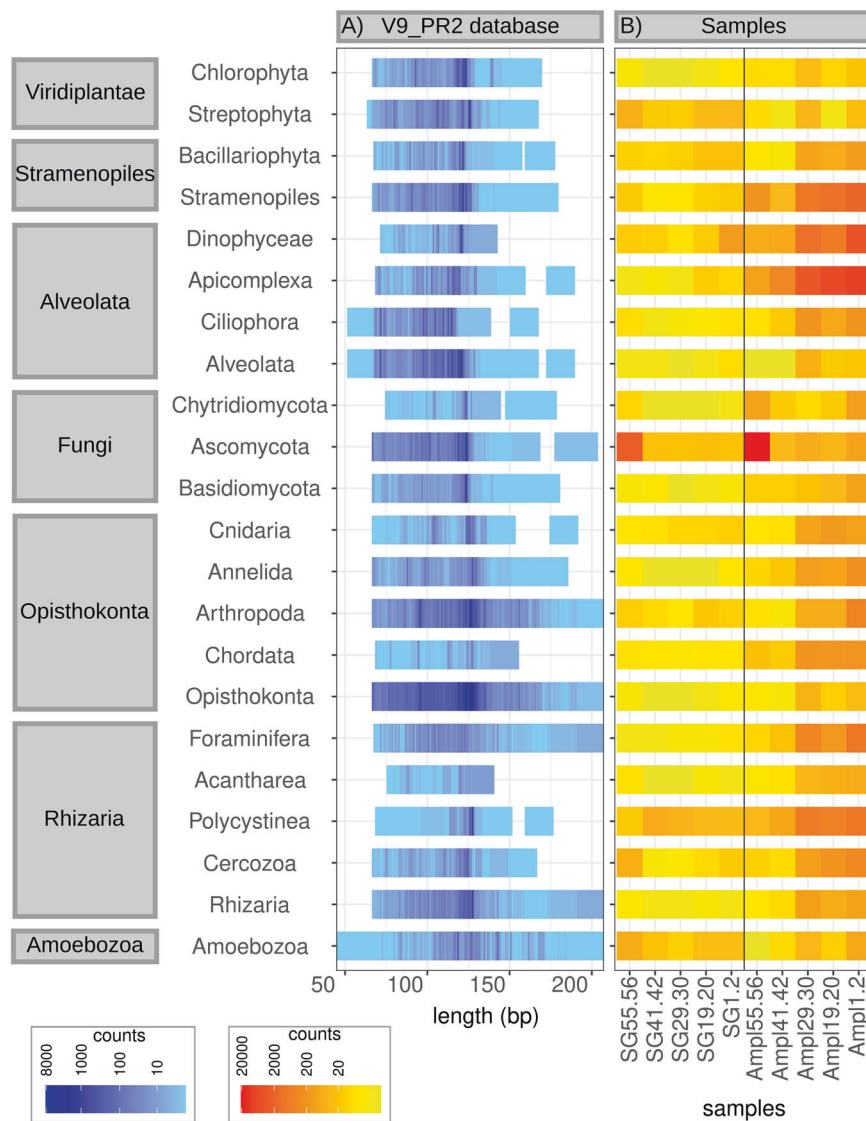 A) V9_PR2 database
B) Samples
Viridiplantae
Chlorophyta
Streptophyta
Stramenopiles
Bacillariophyta
Stramenopiles
Alveolata
Dinophyceae
Apicomplexa
Ciliophora
Alveolata
Fungi
Chytridiomycota
Ascomycota
Basidiomycota
Opisthokonta
Cnidaria
Annelida
Arthropoda
Chordata
Opisthokonta
Rhizaria
Foraminifera
Acantharea
Polycystinea
Cercozoa
Rhizaria
Amoebozoa
Amoebozoa
50 100 150 200
length (bp)
SG55.56
SG41.42
SG29.30
SG19.20
SG1.2
Ampl55.56
Ampl41.42
Ampl29.30
Ampl19.20
Ampl1.2
samples
counts
8000 1000 100 10
counts
20000 2000 200 20